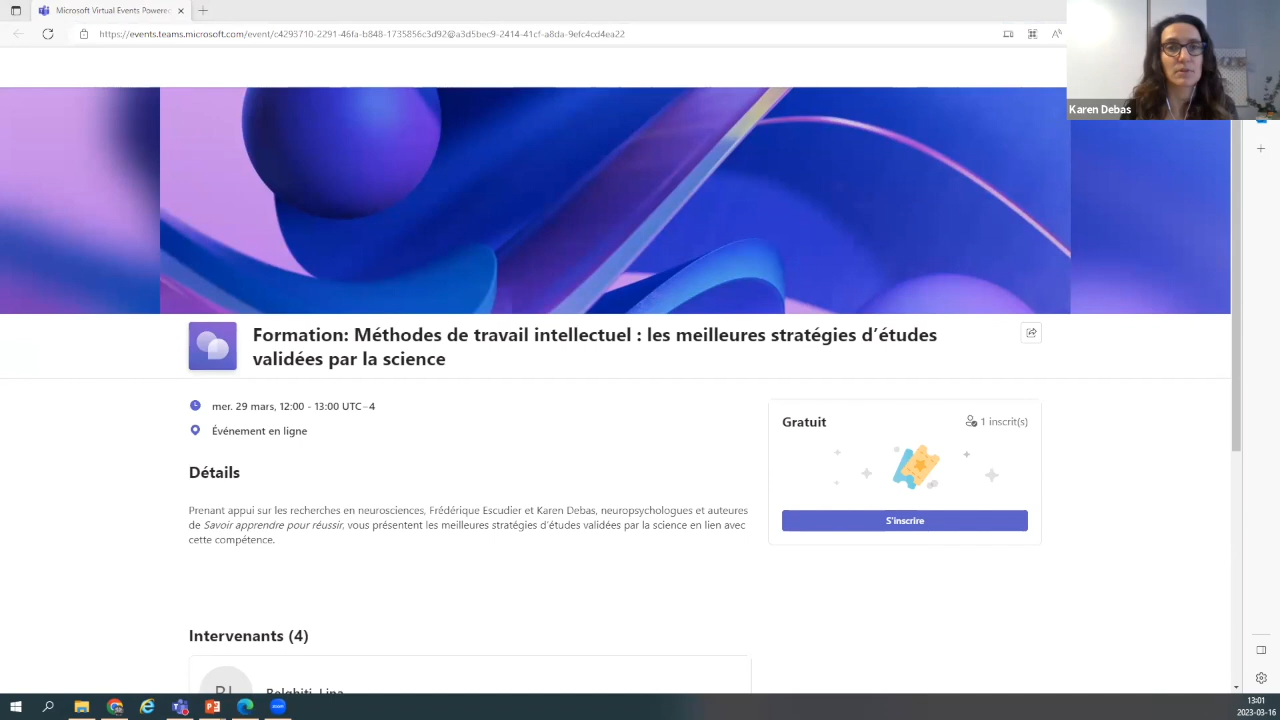 Microsoft Virtual Events Powered
https://events.teams.microsoft.com/event/c4293710-2291-46fa-b848-1735856c3d92@a3d5bec9-2414-41cf-a8da-9efc4cd4ea22
Karen Debas
Formation: Méthodes de travail intellectuel : les meilleures stratégies d’études
validées par la science
mer. 29 mars, 12:00 - 13:00 UTC−4
Événement en ligne
Gratuit
1 inscrit(s)
S'inscrire
Détails
Prenant appui sur les recherches en neurosciences, Frédérique Escudier et Karen Debas, neuropsychologues et auteures
de Savoir apprendre pour réussir, vous présentent les meilleures stratégies d’études validées par la science en lien avec
cette compétence.
Intervenants (4)
Belghiti, Lina
13:01
2023-03-16